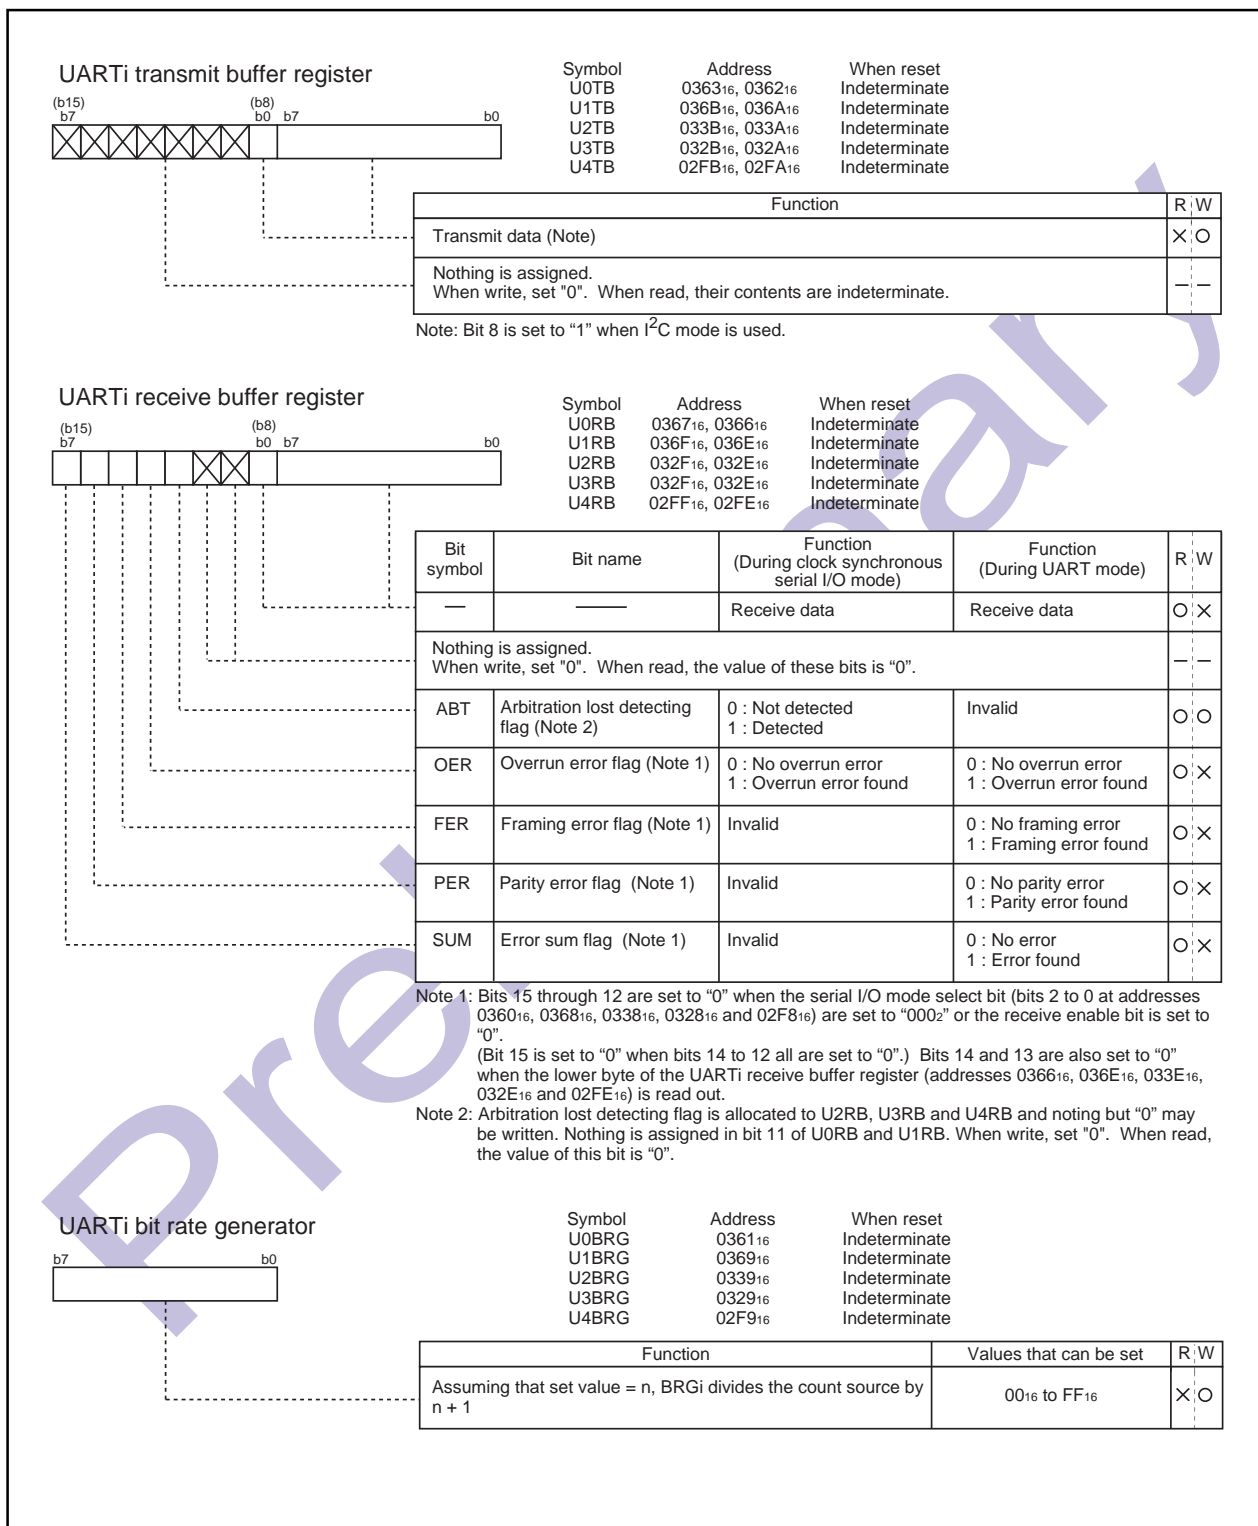 UARTi transmit buffer register
Symbol Address When reset
U0TB 036316, 036216 Indeterminate
U1TB 036B16, 036A16 Indeterminate
U2TB 033B16, 033A16 Indeterminate
U3TB 032B16, 032A16 Indeterminate
U4TB 02FB16, 02FA16 Indeterminate
(b15) (b8)
b7 b0 b7 b0
Function R W
Transmit data (Note)
Nothing is assigned.
When write, set "0". When read, their contents are indeterminate.
Note: Bit 8 is set to “1” when I2C mode is used.
UARTi receive buffer register
Symbol Address When reset
U0RB 036716, 036616 Indeterminate
U1RB 036F16, 036E16 Indeterminate
U2RB 032F16, 032E16 Indeterminate
U3RB 032F16, 032E16 Indeterminate
U4RB 02FF16, 02FE16 Indeterminate
(b15) (b8)
b7 b0 b7 b0
Bit symbol Bit name Function (During clock synchronous serial I/O mode) Function (During UART mode) R W
— — Receive data Receive data O X
Nothing is assigned.
When write, set "0". When read, the value of these bits is “0”.
ABT Arbitration lost detecting flag (Note 2) 0 : Not detected 1 : Detected Invalid O O
OER Overrun error flag (Note 1) 0 : No overrun error 1 : Overrun error found 0 : No overrun error 1 : Overrun error found O X
FER Framing error flag (Note 1) Invalid 0 : No framing error 1 : Framing error found O X
PER Parity error flag (Note 1) Invalid 0 : No parity error 1 : Parity error found O X
SUM Error sum flag (Note 1) Invalid 0 : No error 1 : Error found O X
Note 1: Bits 15 through 12 are set to “0” when the serial I/O mode select bit (bits 2 to 0 at addresses
036016, 036816, 033816, 032816 and 02F816) are set to “0002” or the receive enable bit is set to
“0”.
(Bit 15 is set to “0” when bits 14 to 12 all are set to “0”.) Bits 14 and 13 are also set to “0”
when the lower byte of the UARTi receive buffer register (addresses 036616, 036E16, 033E16,
032E16 and 02FE16) is read out.
Note 2: Arbitration lost detecting flag is allocated to U2RB, U3RB and U4RB and noting but “0” may
be written. Nothing is assigned in bit 11 of U0RB and U1RB. When write, set "0". When read,
the value of this bit is “0”.
UARTi bit rate generator
Symbol Address When reset
U0BRG 036116 Indeterminate
U1BRG 036916 Indeterminate
U2BRG 033916 Indeterminate
U3BRG 032916 Indeterminate
U4BRG 02F916 Indeterminate
b7 b0
Function Values that can be set R W
Assuming that set value = n, BRGi divides the count source by
n + 1 0016 to FF16 X O
Preliminary